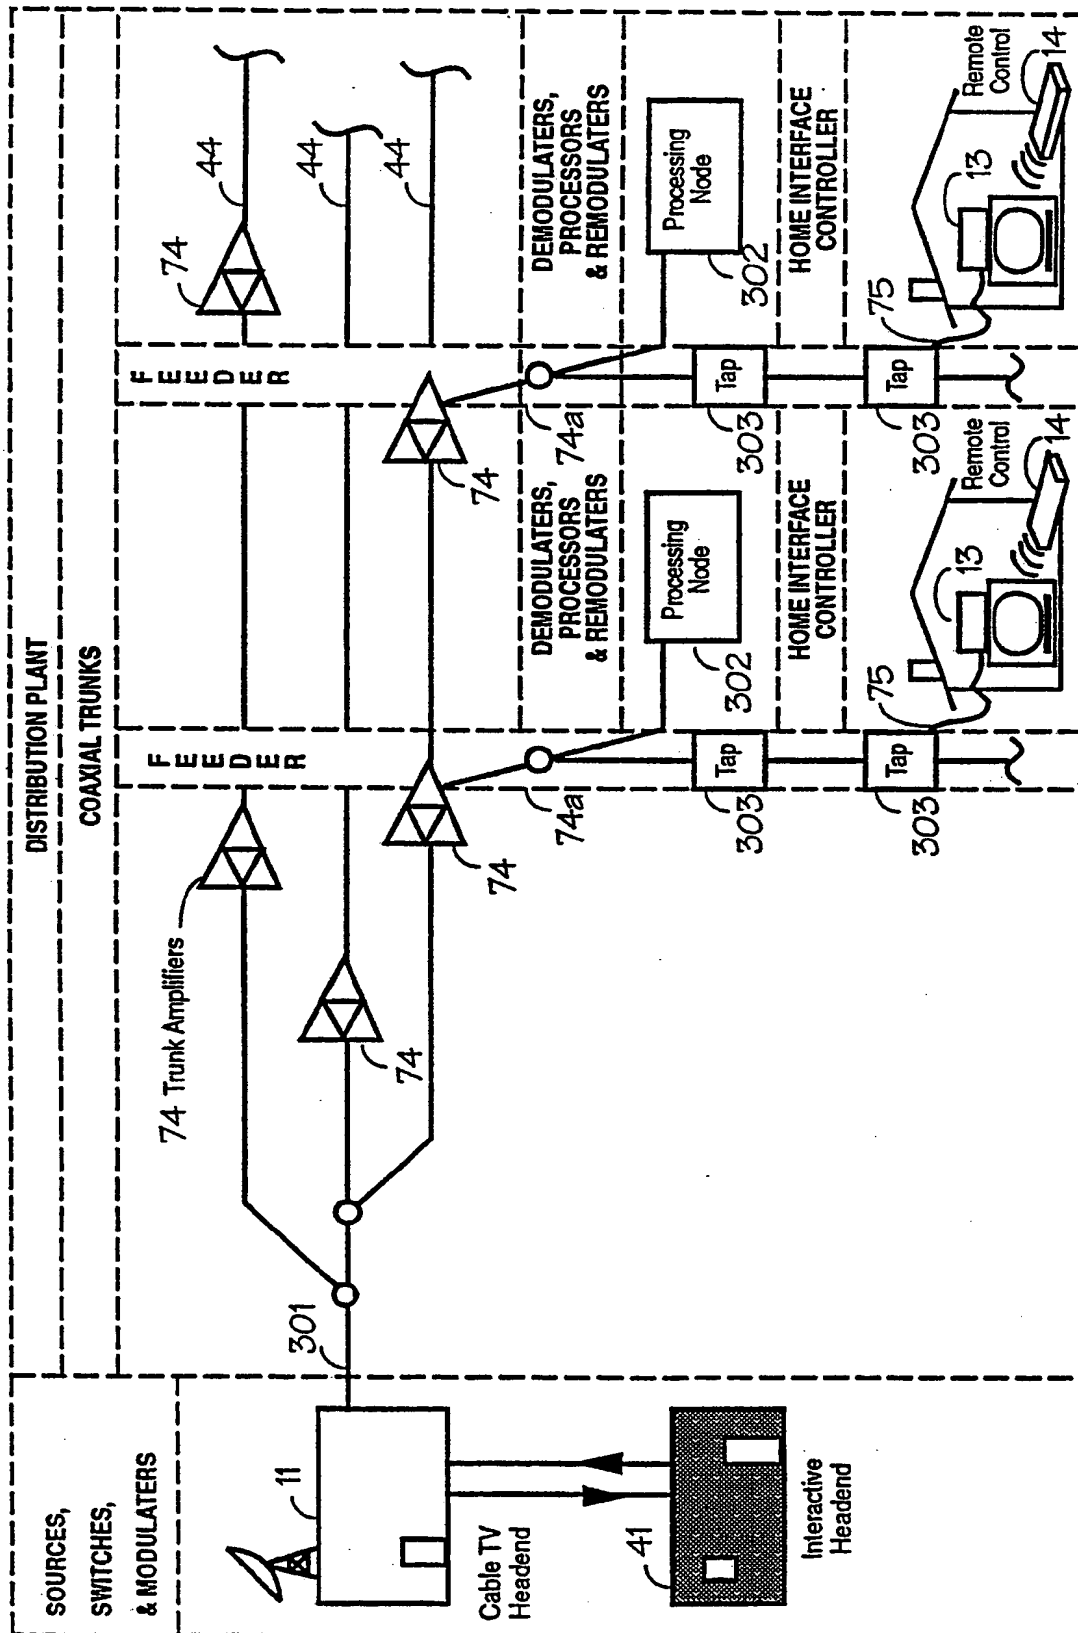 DISTRIBUTION PLANT
COAXIAL TRUNKS
SOURCES,
SWITCHES,
& MODULATERS
11
Cable TV
Headend
41
Interactive
Headend
301
74 Trunk Amplifiers
74
74
74
74
44
44
44
FEEDER
FEEDER
74a
74a
DEMODULATERS,
PROCESSORS
& REMODULATERS
Processing
Node
302
HOME INTERFACE
CONTROLLER
Tap
303
Tap
303
75
13
Remote
Control
14
DEMODULATERS,
PROCESSORS
& REMODULATERS
Processing
Node
302
HOME INTERFACE
CONTROLLER
Tap
303
Tap
303
75
13
Remote
Control
14